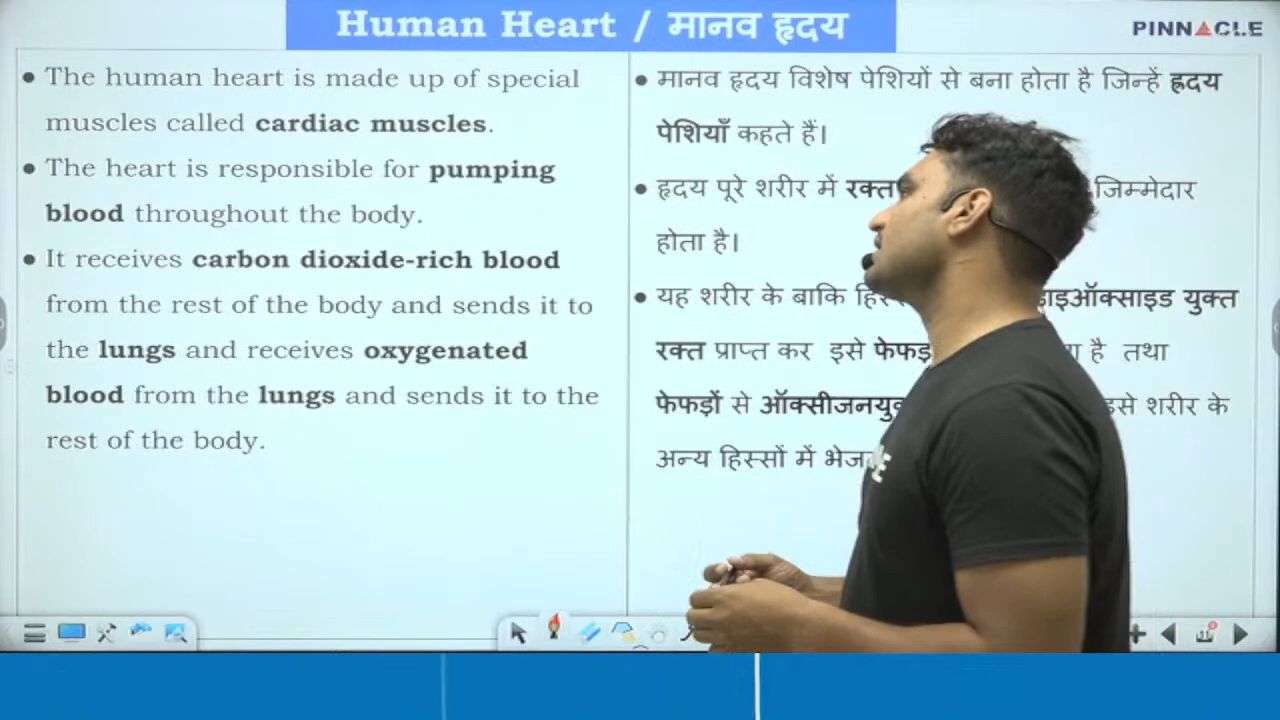 Human Heart / मानव हृदय
PINNACLE
● The human heart is made up of special
muscles called cardiac muscles.
● The heart is responsible for pumping
blood throughout the body.
● It receives carbon dioxide-rich blood
from the rest of the body and sends it to
the lungs and receives oxygenated
blood from the lungs and sends it to the
rest of the body.
● मानव हृदय विशेष पेशियों से बना होता है जिन्हें ह्रदय
पेशियाँ कहते हैं।
● हृदय पूरे शरीर में रक्त जिम्मेदार
होता है।
● यह शरीर के बाकि युक्त
रक्त प्राप्त कर इसे है तथा
फेफड़ों से शरीर के
अन्य हिस्सों में